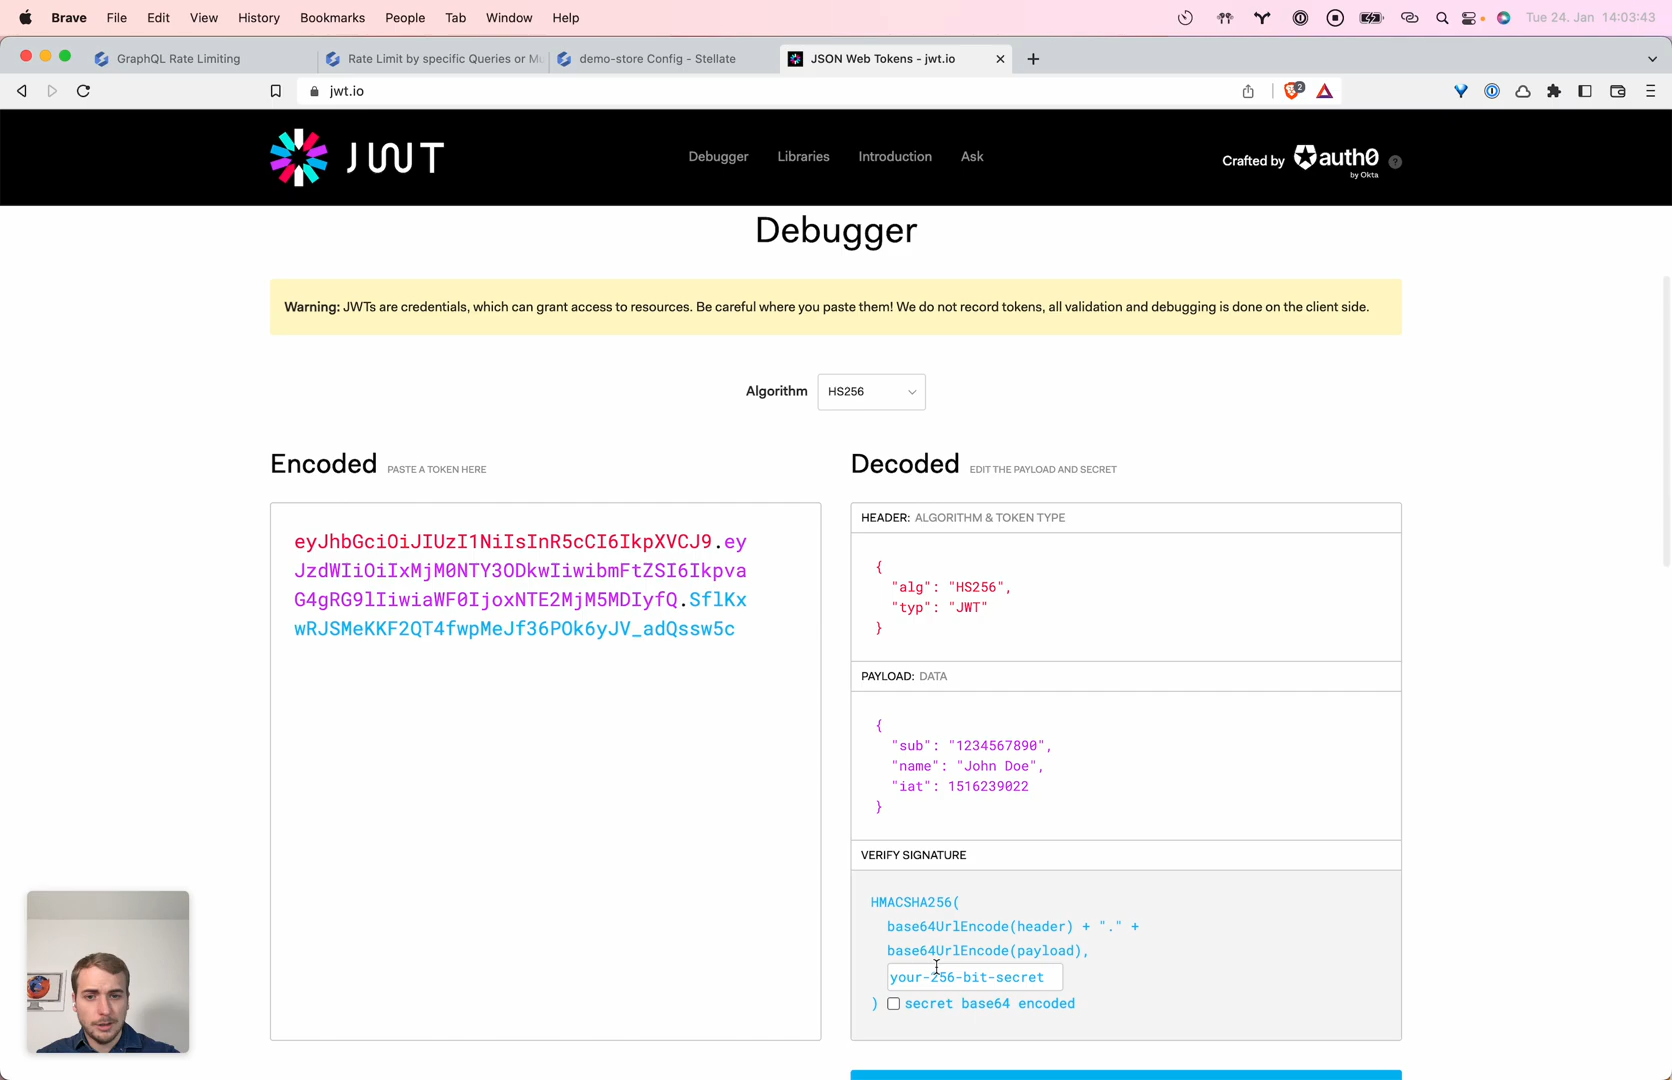 Brave File Edit View History Bookmarks People Tab Window Help Tue 24. Jan 14:03:43
GraphQL Rate Limiting Rate Limit by specific Queries or Mu demo-store Config - Stellate JSON Web Tokens - jwt.io
jwt.io 2
JWT Debugger Libraries Introduction Ask Crafted by auth0 ?
by Okta
Debugger
Warning: JWTs are credentials, which can grant access to resources. Be careful where you paste them! We do not record tokens, all validation and debugging is done on the client side.
Algorithm HS256
Encoded PASTE A TOKEN HERE
eyJhbGciOiJIUzI1NiIsInR5cCI6IkpXVCJ9.ey
JzdWIiOiIxMjM0NTY3ODkwIiwibmFtZSI6Ikpva
G4gRG9lIiwiaWF0IjoxNTE2MjM5MDIyfQ.SflKx
wRJSMeKKF2QT4fwpMeJf36POk6yJV_adQssw5c
Decoded EDIT THE PAYLOAD AND SECRET
HEADER: ALGORITHM & TOKEN TYPE
{
"alg": "HS256",
"typ": "JWT"
}
PAYLOAD: DATA
{
"sub": "1234567890",
"name": "John Doe",
"iat": 1516239022
}
VERIFY SIGNATURE
HMACSHA256(
base64UrlEncode(header) + "." +
base64UrlEncode(payload),
your-256-bit-secret
) secret base64 encoded